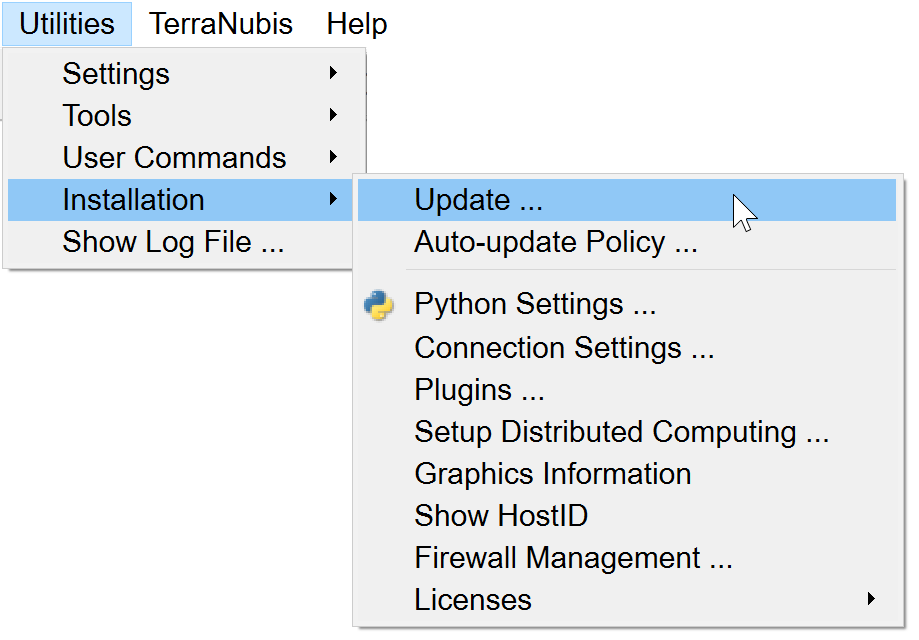 Utilities TerraNubis Help
Settings
Tools
User Commands
Installation
Show Log File ...
Update ...
Auto-update Policy ...
Python Settings ...
Connection Settings ...
Plugins ...
Setup Distributed Computing ...
Graphics Information
Show HostID
Firewall Management ...
Licenses